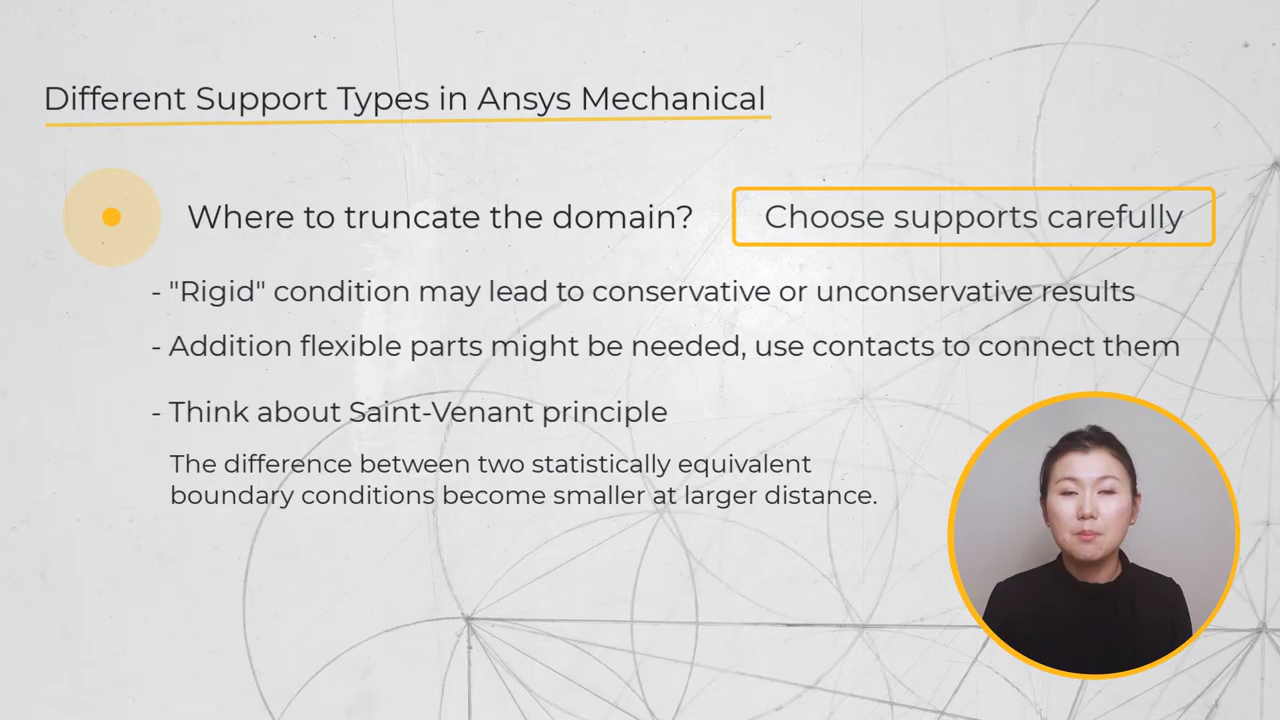 Different Support Types in Ansys Mechanical
Where to truncate the domain?
Choose supports carefully
- "Rigid" condition may lead to conservative or unconservative results
- Addition flexible parts might be needed, use contacts to connect them
- Think about Saint-Venant principle
The difference between two statistically equivalent
boundary conditions become smaller at larger distance.